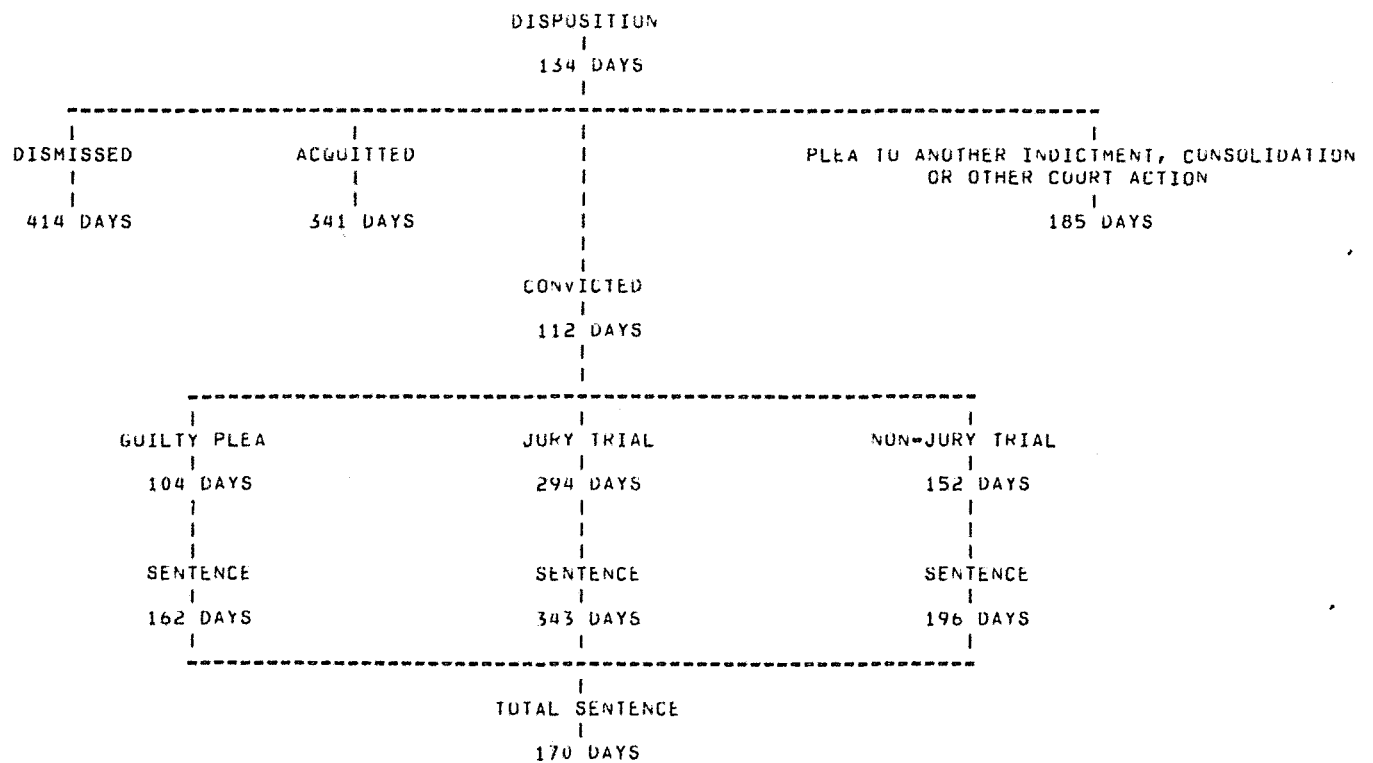 DISPOSITION
134 DAYS
DISMISSED ACQUITTED PLEA TO ANOTHER INDICTMENT, CONSOLIDATION
OR OTHER COURT ACTION
414 DAYS 341 DAYS 185 DAYS
CONVICTED
112 DAYS
GUILTY PLEA JURY TRIAL NON-JURY TRIAL
104 DAYS 294 DAYS 152 DAYS
SENTENCE SENTENCE SENTENCE
162 DAYS 343 DAYS 196 DAYS
TOTAL SENTENCE
170 DAYS